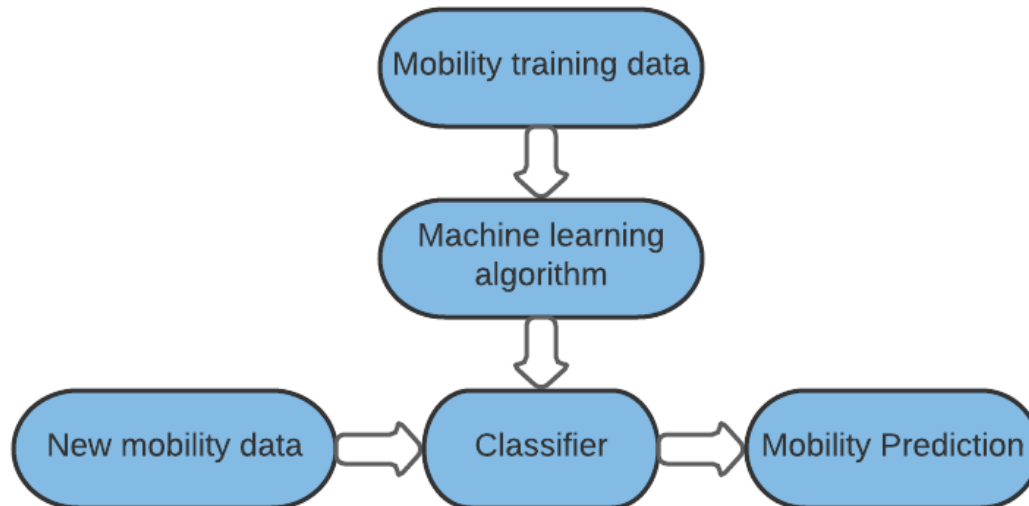 Mobility training data
Machine learning
algorithm
New mobility data
Classifier
Mobility Prediction